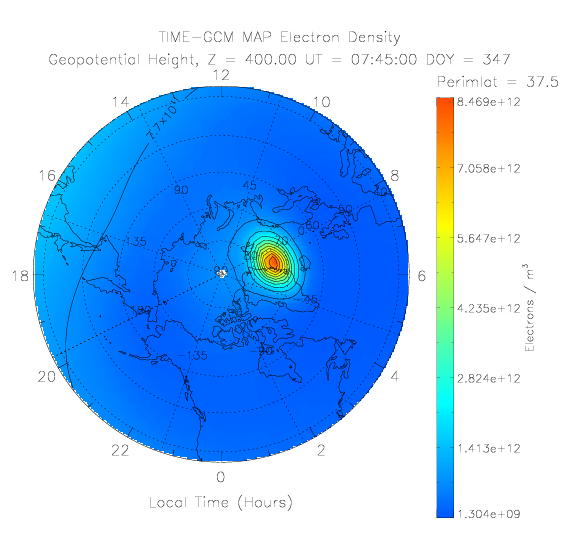 TIME-GCM MAP Electron Density
Geopotential Height, Z = 400.00 UT = 07:45:00 DOY = 347
Perimlat = 37.5
12
14
10
16
8
18
6
20
4
22
2
0
90
45
135
135
45
90
60
Local Time (Hours)
8.469e+12
7.058e+12
5.647e+12
4.235e+12
2.824e+12
1.413e+12
1.304e+09
Electrons / m³